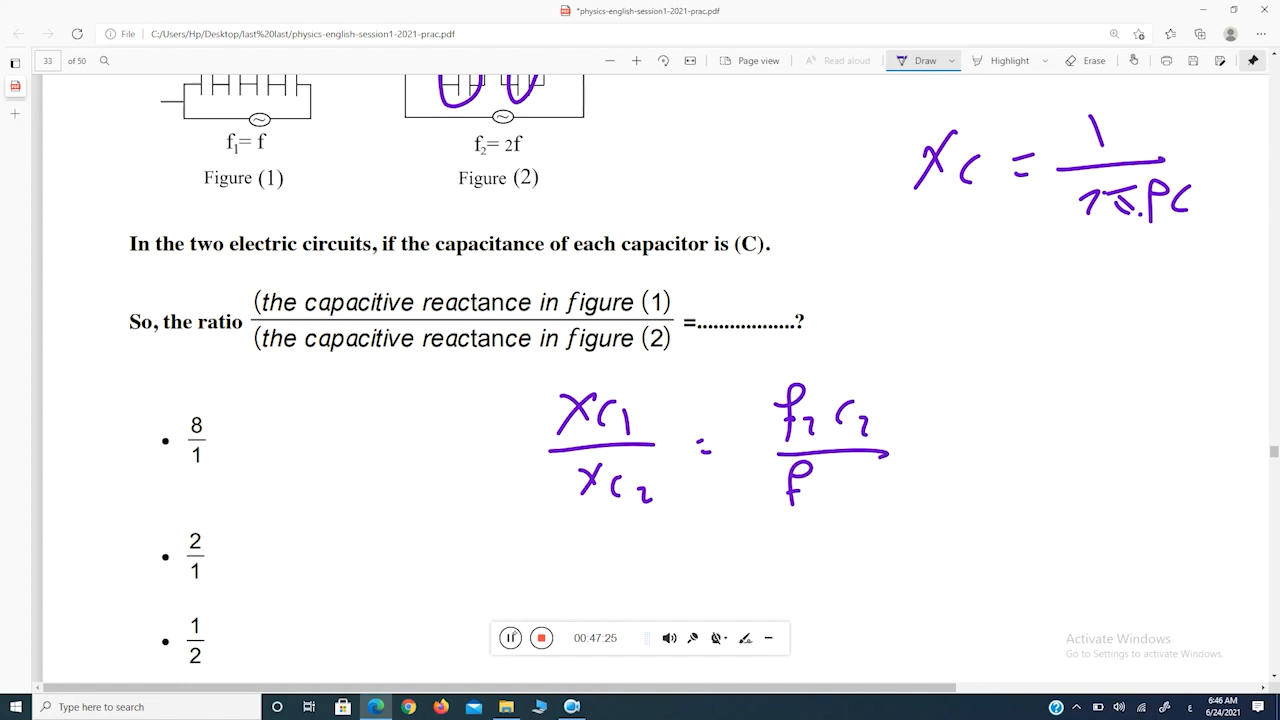 *physics-english-session1-2021-prac.pdf
File C:/Users/Hp/Desktop/last%20last/physics-english-session1-2021-prac.pdf
33 of 50 Page view Read aloud Draw Highlight Erase
f1= f
f2= 2f
Figure (1)
Figure (2)
In the two electric circuits, if the capacitance of each capacitor is (C).
So, the ratio (the capacitive reactance in figure (1) / (the capacitive reactance in figure (2) =...................?
8
1
2
1
1
2
Xc = 1 / 2π.fC
Xc1 / Xc2 = f2 c2 / f
00:47:25
Activate Windows
Go to Settings to activate Windows.
Type here to search
6:46 AM
6/24/2021